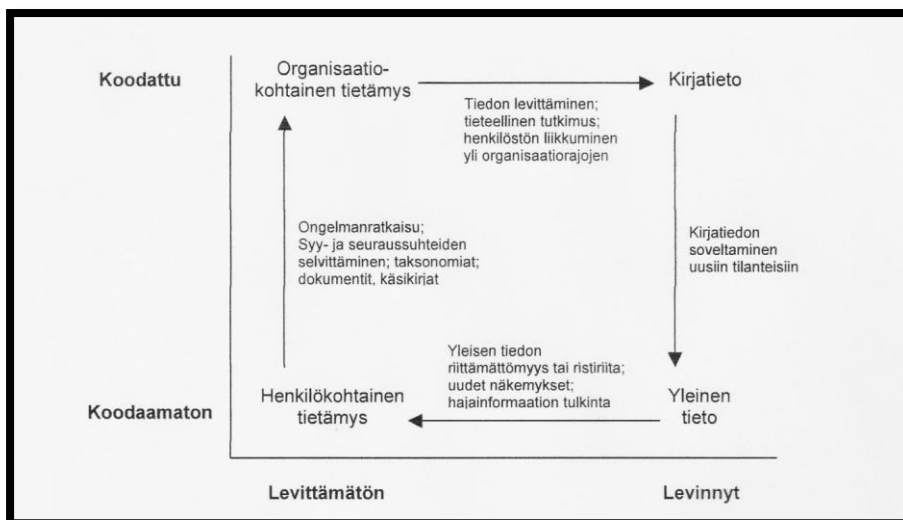 Koodattu
Organisaatio-
kohtainen tietämys
Kirjatieto
Tiedon levittäminen;
tieteellinen tutkimus;
henkilöstön liikkuminen
yli organisaatiorajojen
Ongelmanratkaisu;
Syy- ja seuraussuhteiden
selvittäminen; taksonomiat;
dokumentit, käsikirjat
Kirjatiedon
soveltaminen
uusiin tilanteisiin
Yleisen tiedon
riittämättömyys tai ristiriita;
uudet näkemykset;
hajainformaation tulkinta
Koodaamaton
Henkilökohtainen
tietämys
Yleinen
tieto
Levittämätön
Levinnyt